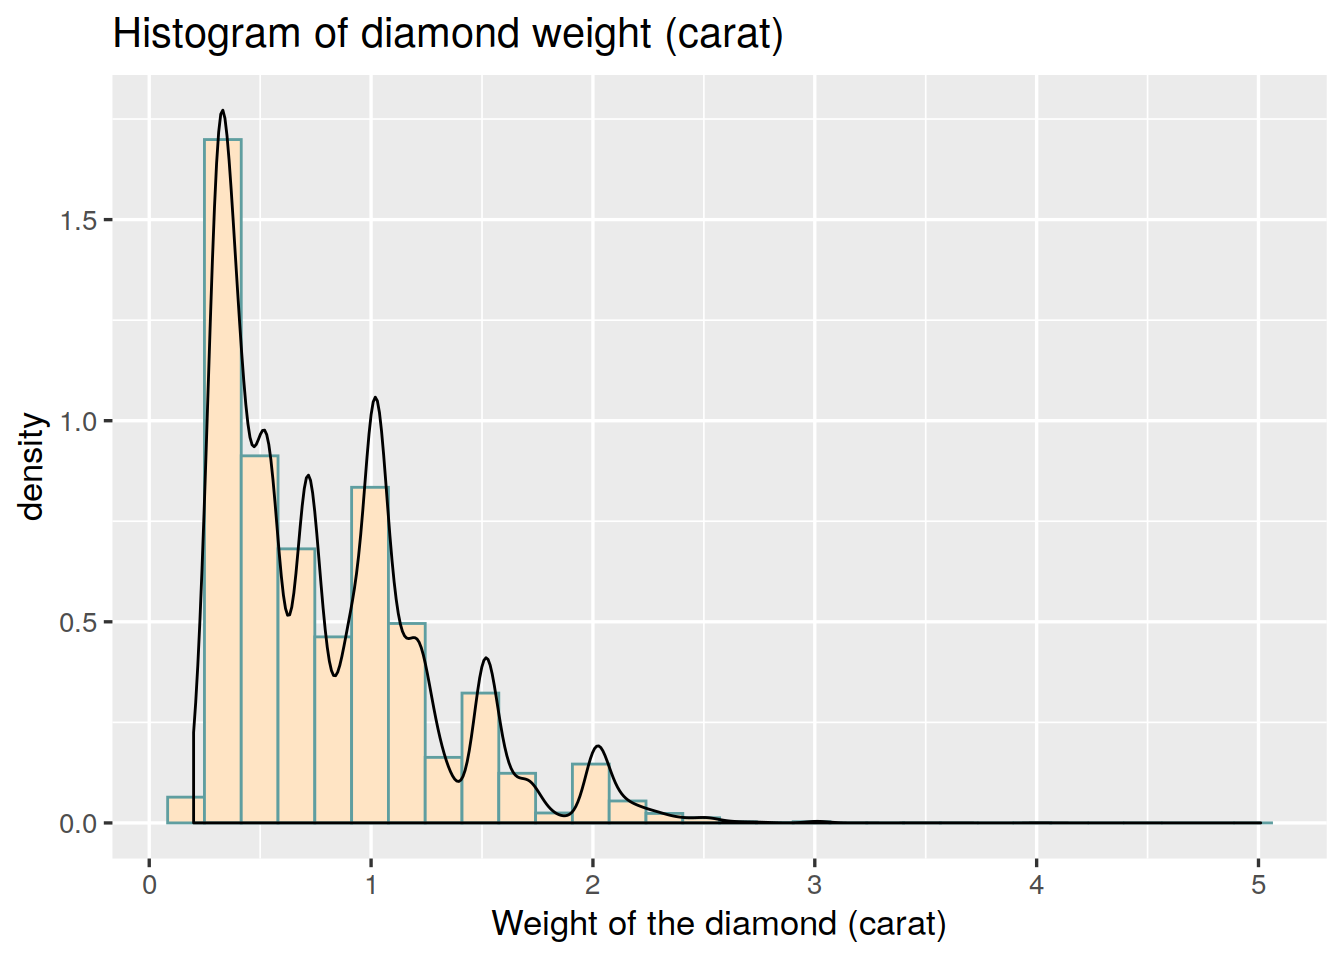 Histogram of diamond weight (carat)
density
1.5
1.0
0.5
0.0
0 1 2 3 4 5
Weight of the diamond (carat)